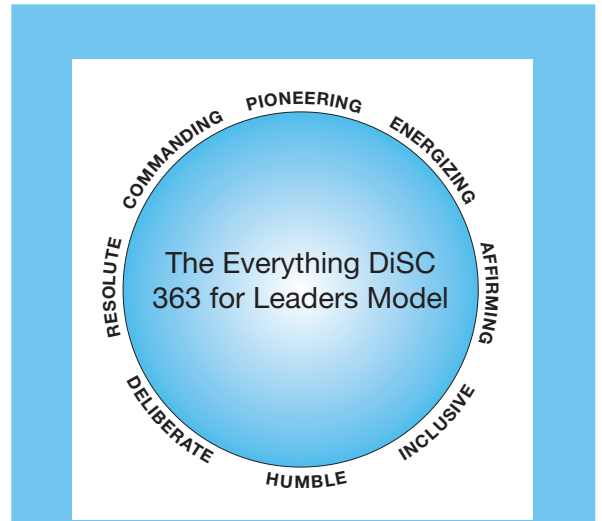 PIONEERING
ENERGIZING
AFFIRMING
INCLUSIVE
HUMBLE
DELIBERATE
RESOLUTE
COMMANDING
The Everything DiSC
363 for Leaders Model